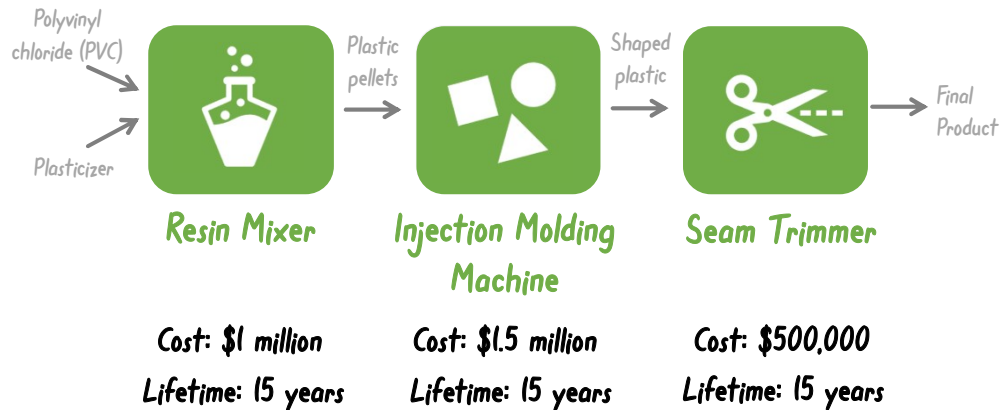 Polyvinyl
chloride (PVC)
Plasticizer
Plastic
pellets
Shaped
plastic
Final
Product
Resin Mixer
Injection Molding
Machine
Seam Trimmer
Cost: $1 million
Lifetime: 15 years
Cost: $1.5 million
Lifetime: 15 years
Cost: $500,000
Lifetime: 15 years